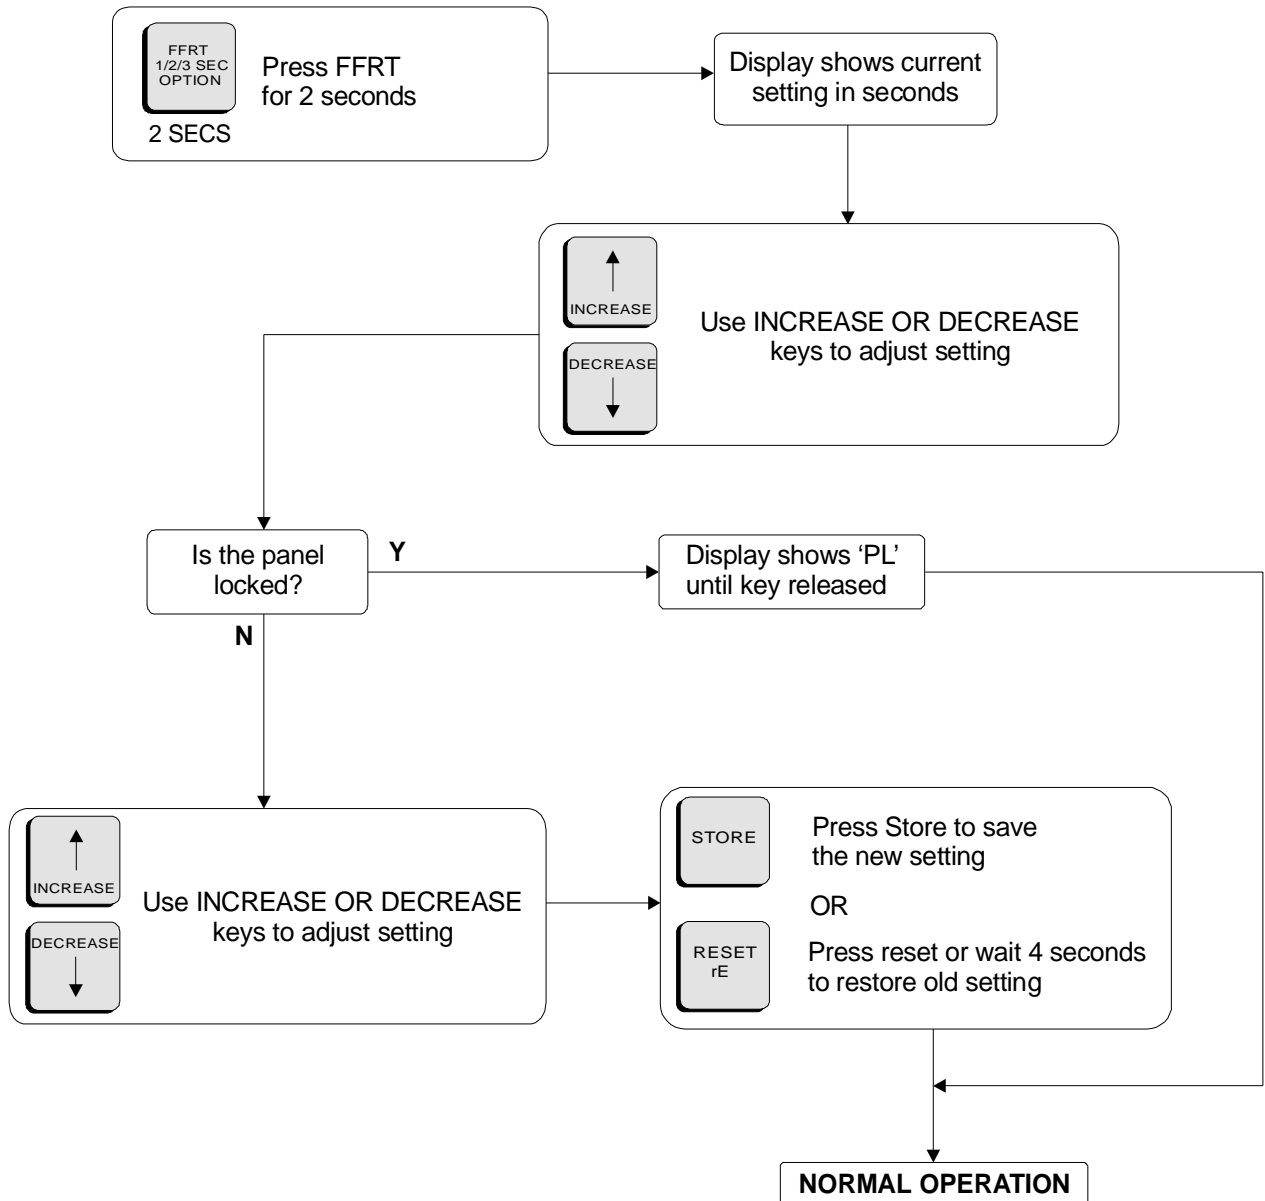 FFRT
1/2/3 SEC
OPTION
2 SECS
Press FFRT
for 2 seconds
Display shows current
setting in seconds
INCREASE
DECREASE
Use INCREASE OR DECREASE
keys to adjust setting
Is the panel
locked?
Y
N
Display shows ‘PL’
until key released
INCREASE
DECREASE
Use INCREASE OR DECREASE
keys to adjust setting
STORE
Press Store to save
the new setting
OR
RESET
rE
Press reset or wait 4 seconds
to restore old setting
NORMAL OPERATION